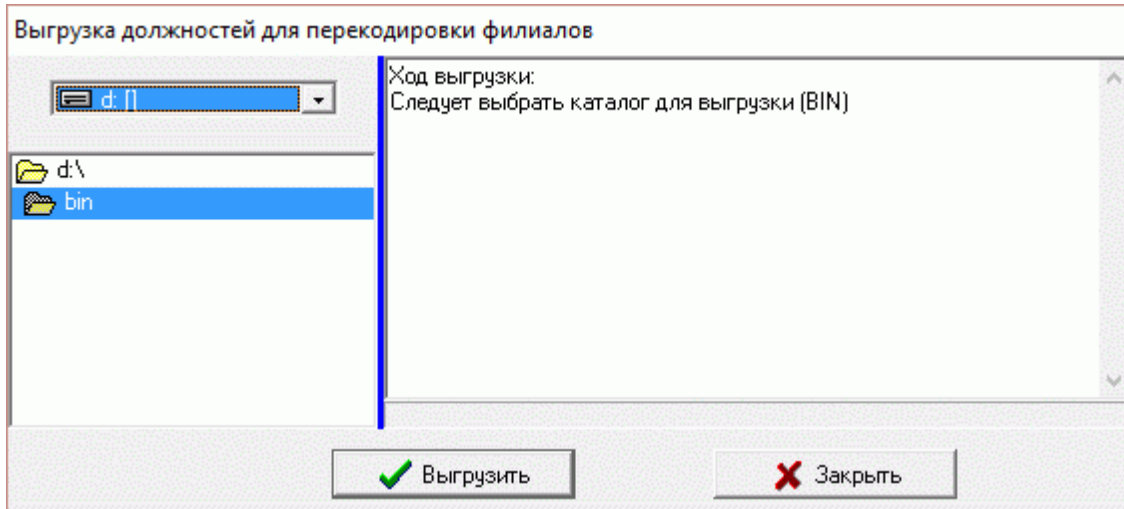 Выгрузка должностей для перекодировки филиалов
d: []
d:\
bin
Ход выгрузки:
Следует выбрать каталог для выгрузки (BIN)
Выгрузить
Закрыть